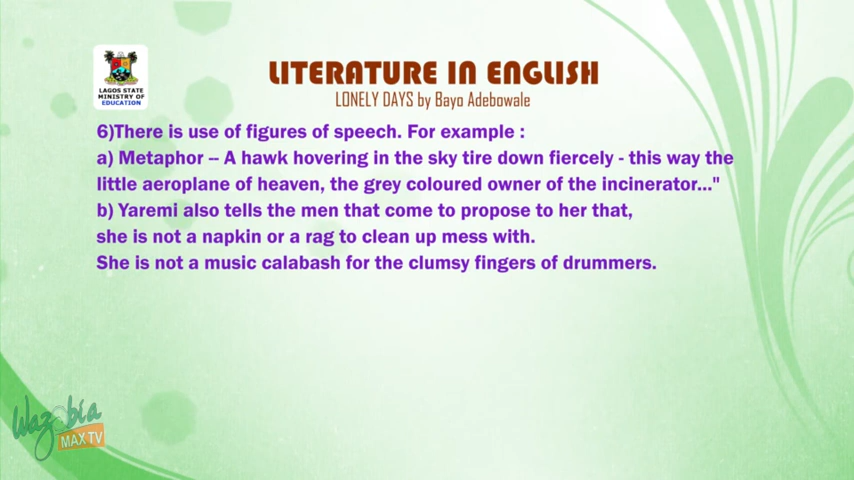 LAGOS STATE
MINISTRY OF
EDUCATION
LITERATURE IN ENGLISH
LONELY DAYS by Bayo Adebowale
6)There is use of figures of speech. For example :
a) Metaphor -- A hawk hovering in the sky tire down fiercely - this way the
little aeroplane of heaven, the grey coloured owner of the incinerator..."
b) Yaremi also tells the men that come to propose to her that,
she is not a napkin or a rag to clean up mess with.
She is not a music calabash for the clumsy fingers of drummers.
Wazobia
MAX TV